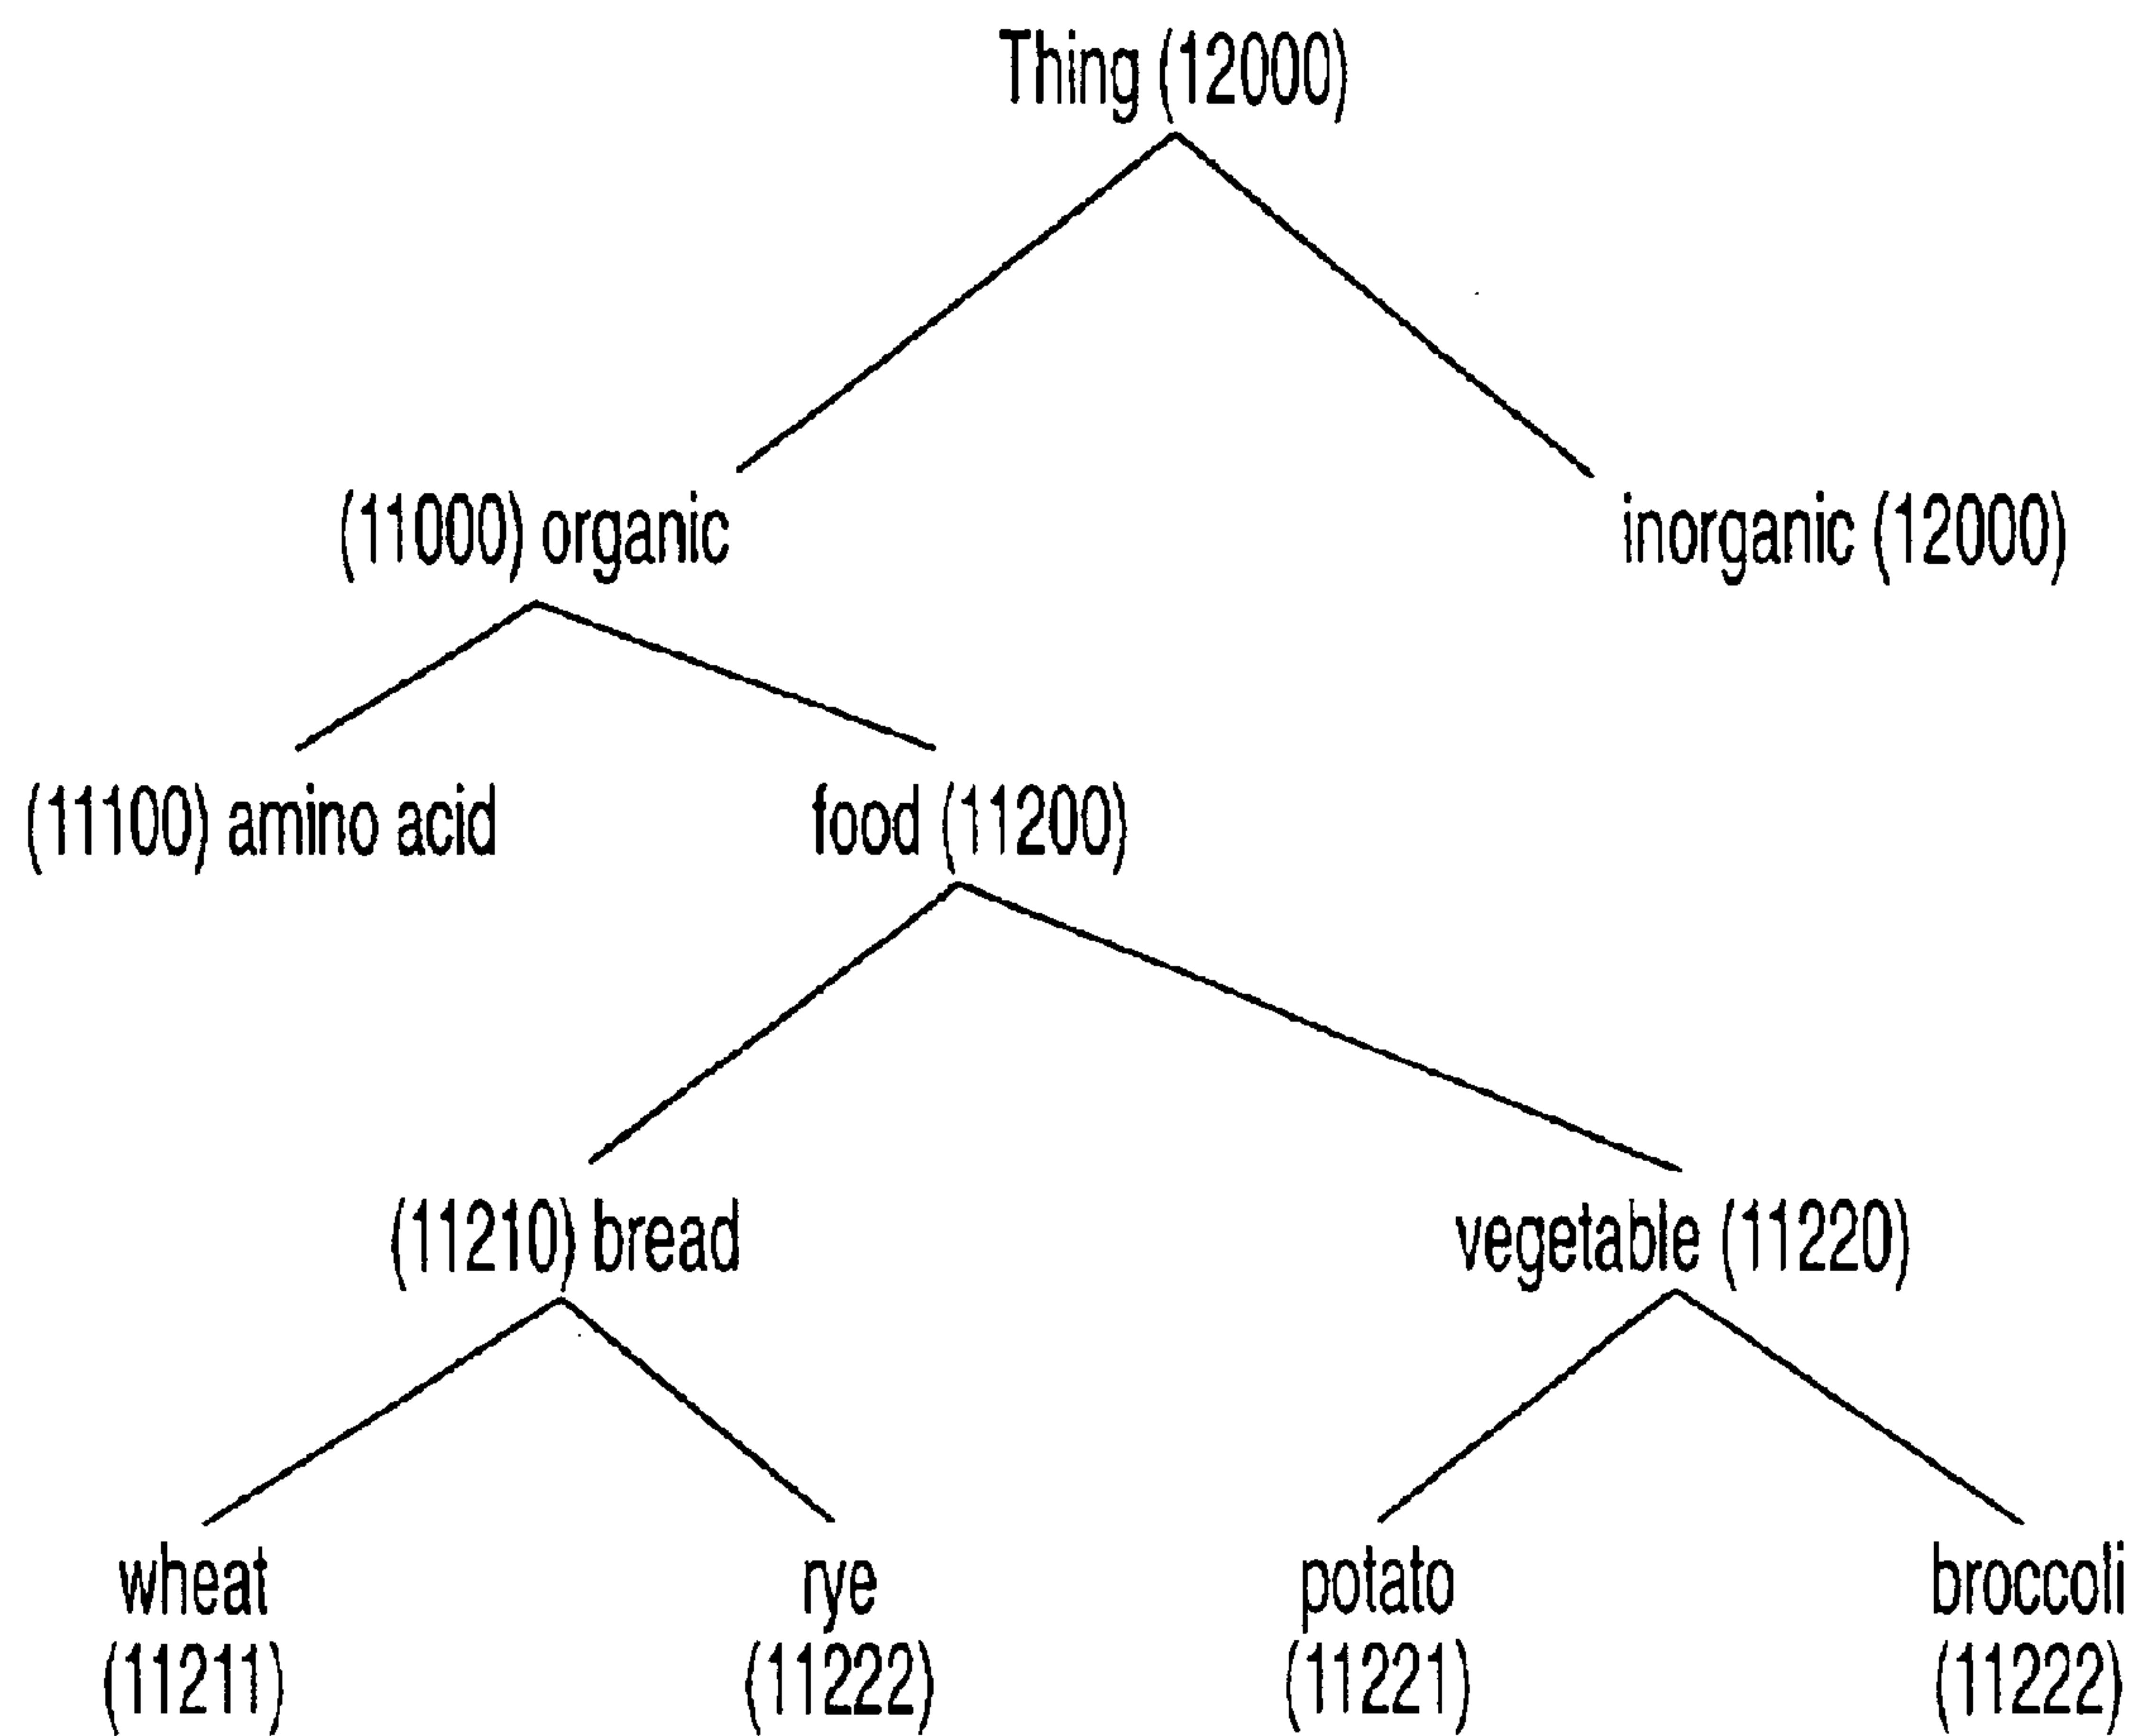 Thing (12000)
(11000) organic
inorganic (12000)
(11100) amino acid
food (11200)
(11210) bread
vegetable (11220)
wheat
(11211)
rye
(11222)
potato
(11221)
broccoli
(11222)